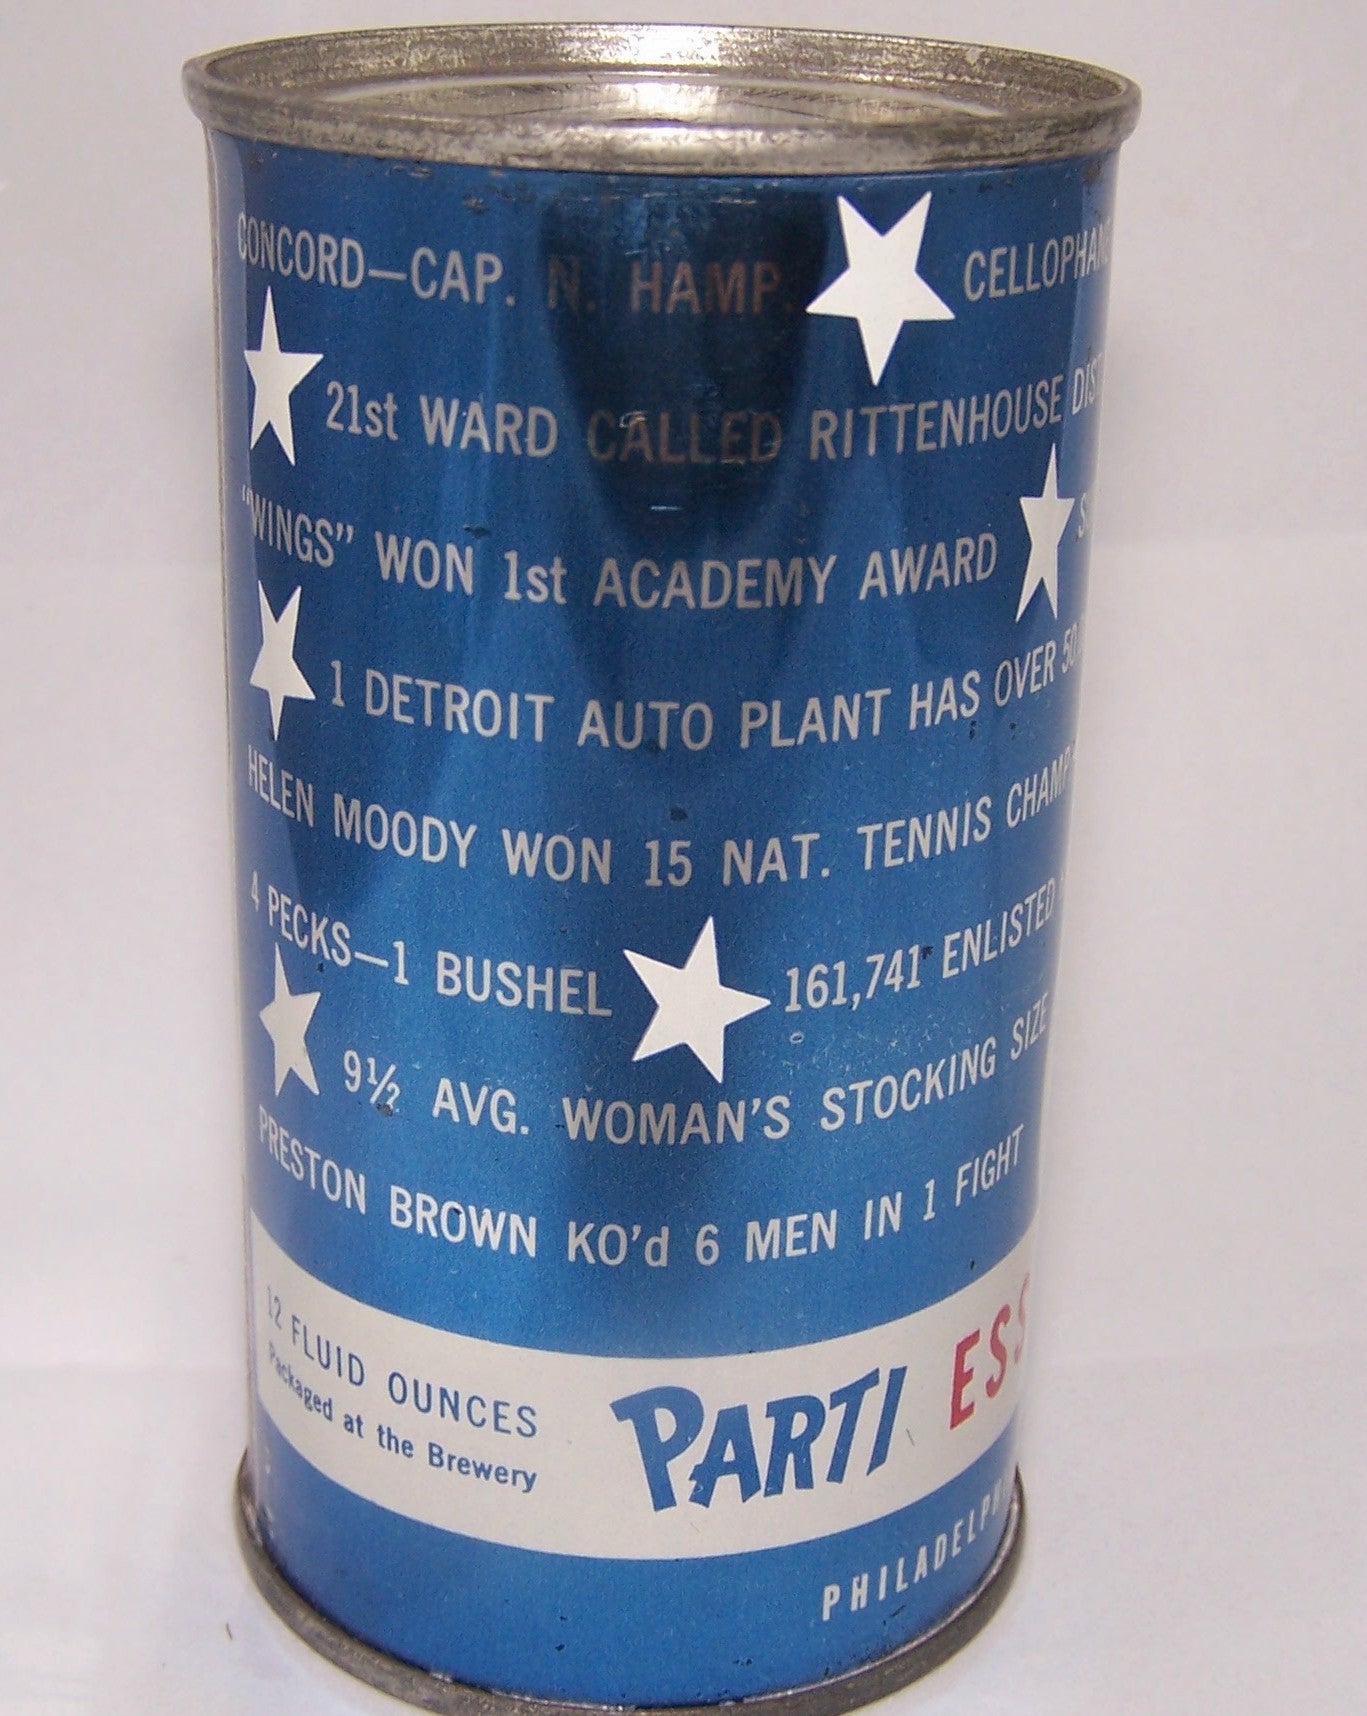 CONCORD—CAP. N. HAMP. CELLOPHANE
21st WARD CALLED RITTENHOUSE
"WINGS" WON 1st ACADEMY AWARD
1 DETROIT AUTO PLANT HAS OVER
HELEN MOODY WON 15 NAT. TENNIS
4 PECKS—1 BUSHEL 161,741 ENLISTED
9½ AVG. WOMAN'S STOCKING SIZE
PRESTON BROWN KO'd 6 MEN IN 1 FIGHT
12 FLUID OUNCES
Packaged at the Brewery
PARTI
PHILADELPHIA